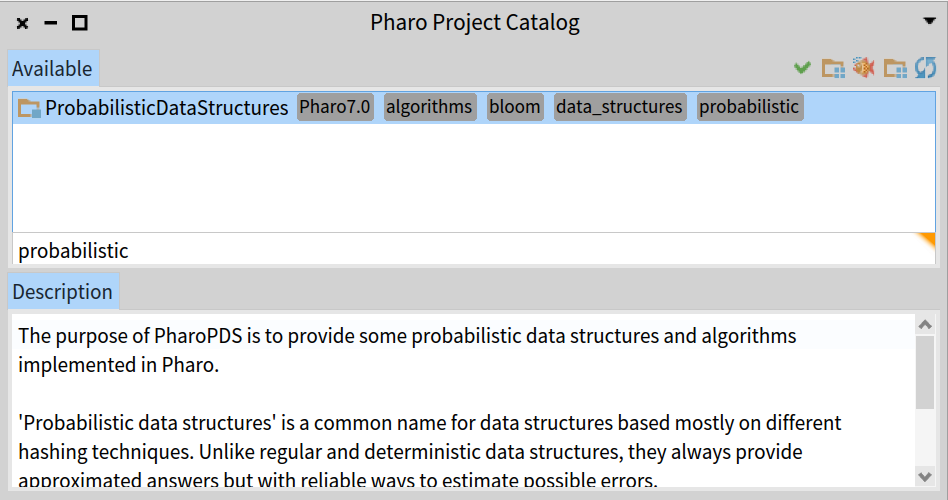 Pharo Project Catalog
Available
ProbabilisticDataStructures Pharo7.0 algorithms bloom data_structures probabilistic
probabilistic
Description
The purpose of PharoPDS is to provide some probabilistic data structures and algorithms
implemented in Pharo.
'Probabilistic data structures' is a common name for data structures based mostly on different
hashing techniques. Unlike regular and deterministic data structures, they always provide
approximated answers but with reliable ways to estimate possible errors.